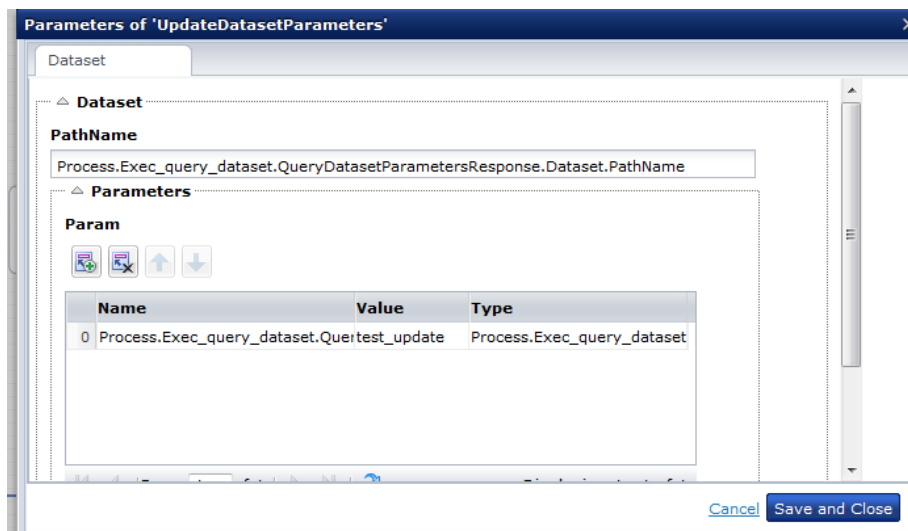 Parameters of 'UpdateDatasetParameters'
Dataset
Dataset
PathName
Process.Exec_query_dataset.QueryDatasetParametersResponse.Dataset.PathName
Parameters
Param
Name Value Type
0 Process.Exec_query_dataset.Quer test_update Process.Exec_query_dataset
Cancel Save and Close